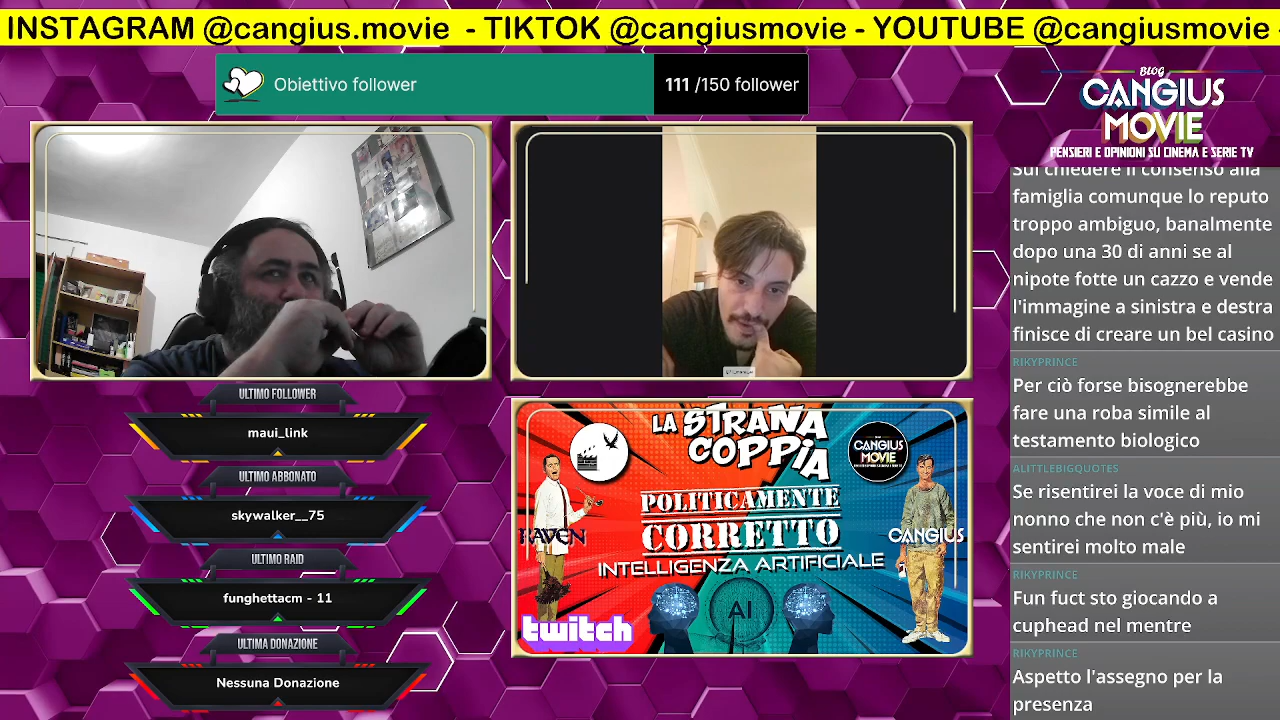 INSTAGRAM @cangius.movie - TIKTOK @cangiusmovie - YOUTUBE @cangiusmovie -
Obiettivo follower
111 /150 follower
BLOG
CANGIUS
MOVIE
PENSIERI E OPINIONI SU CINEMA E SERIE TV
Sul chiedere il consenso alla
famiglia comunque lo reputo
troppo ambiguo, banalmente
dopo una 30 di anni se al
nipote fotte un cazzo e vende
l'immagine a sinistra e destra
finisce di creare un bel casino
RIKYPRINCE
Per ciò forse bisognerebbe
fare una roba simile al
testamento biologico
ALITTLEBIGQUOTES
Se risentirei la voce di mio
nonno che non c'è più, io mi
sentirei molto male
RIKYPRINCE
Fun fuct sto giocando a
cuphead nel mentre
RIKYPRINCE
Aspetto l'assegno per la
presenza
ULTIMO FOLLOWER
maui_link
ULTIMO ABBONATO
skywalker__75
ULTIMO RAID
funghettacm - 11
ULTIMA DONAZIONE
Nessuna Donazione
LA STRANA
COPPIA
CANGIUS
MOVIE
POLITICAMENTE
CORRETTO
INTELLIGENZA ARTIFICIALE
RAVEN
CANGIUS
AI
twitch